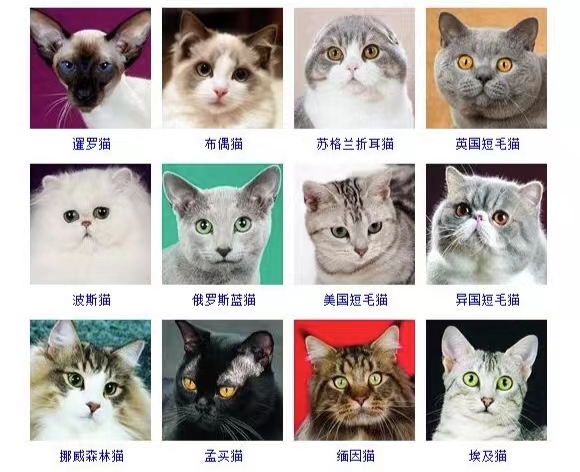 暹罗猫
布偶猫
苏格兰折耳猫
英国短毛猫
波斯猫
俄罗斯蓝猫
美国短毛猫
异国短毛猫
挪威森林猫
孟买猫
缅因猫
埃及猫